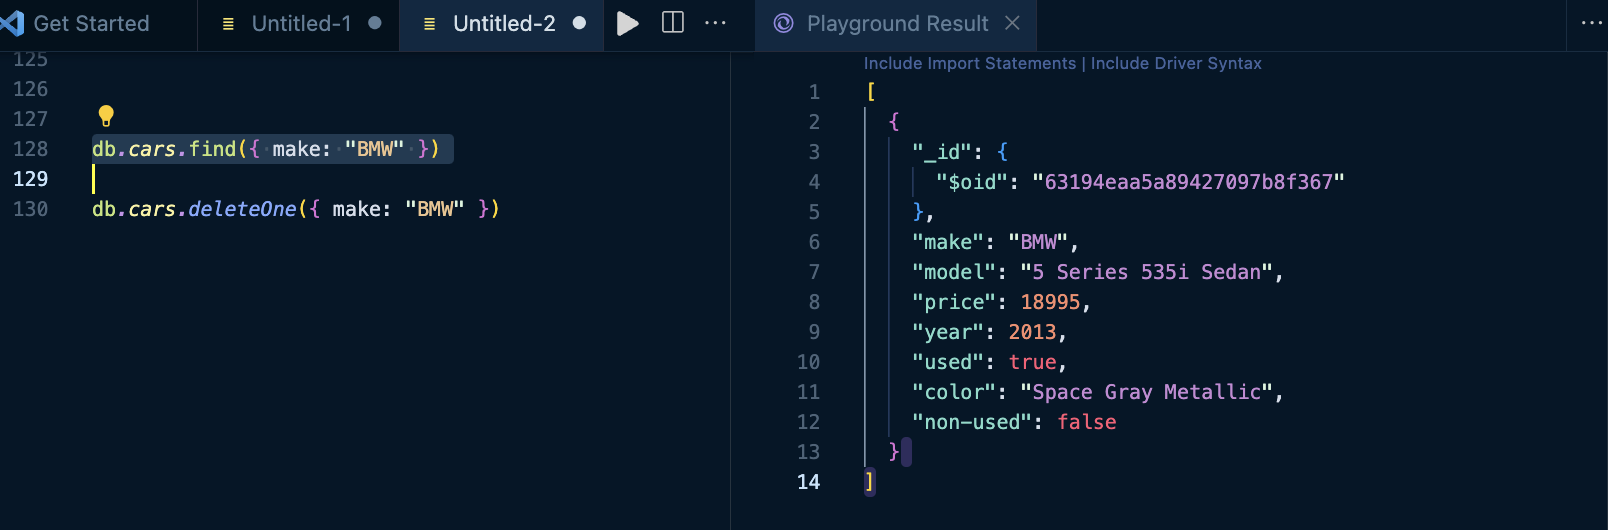 Get Started
Untitled-1
Untitled-2
Playground Result
125
126
127
128 db.cars.find({ make: "BMW" })
129
130 db.cars.deleteOne({ make: "BMW" })
Include Import Statements | Include Driver Syntax
1 [
2 {
3 "_id": {
4 "$oid": "63194eaa5a89427097b8f367"
5 },
6 "make": "BMW",
7 "model": "5 Series 535i Sedan",
8 "price": 18995,
9 "year": 2013,
10 "used": true,
11 "color": "Space Gray Metallic",
12 "non-used": false
13 }
14 ]